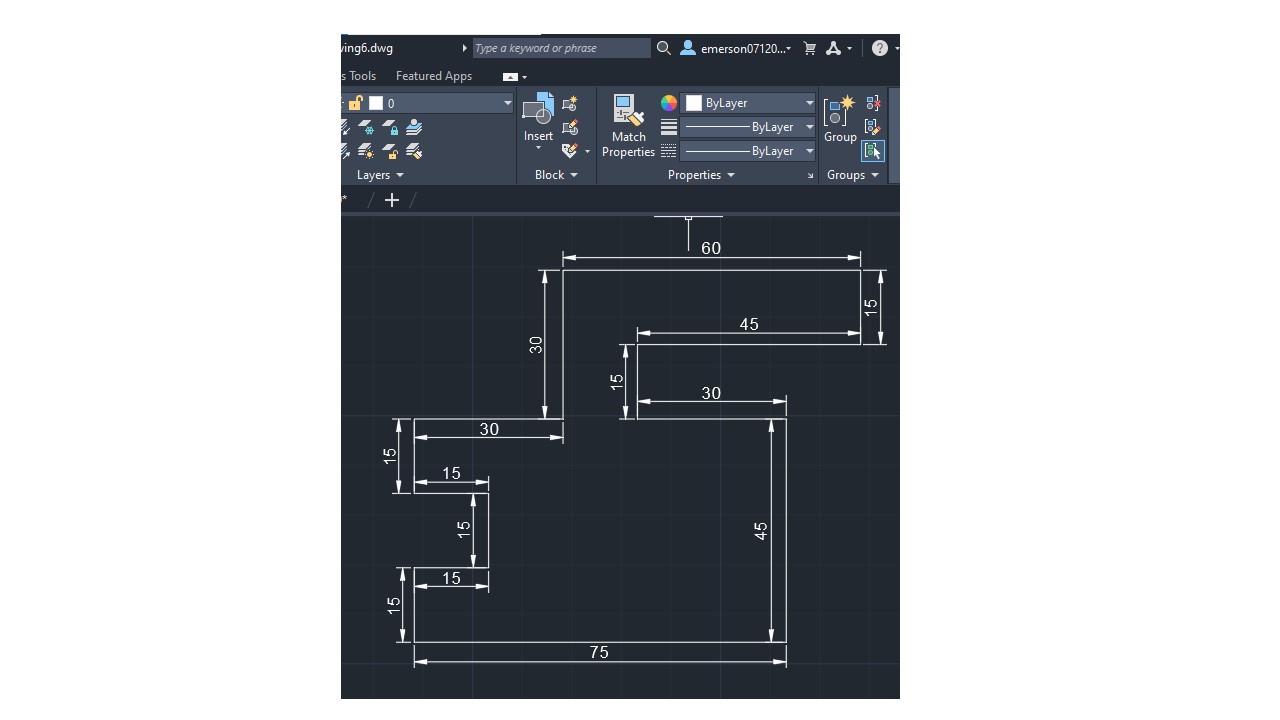 ving6.dwg
Type a keyword or phrase
emerson07120...
?
s Tools
Featured Apps
0
Insert
Match
Properties
ByLayer
ByLayer
ByLayer
Group
Layers
Block
Properties
Groups
*
+
60
15
45
30
15
30
30
15
15
15
45
15
15
75